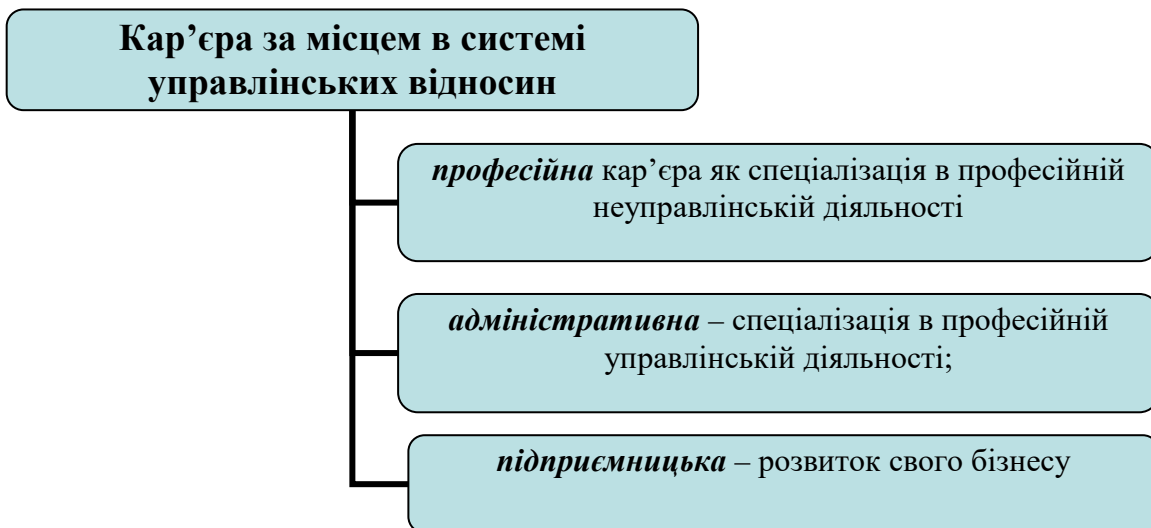 Кар’єра за місцем в системі
управлінських відносин
професійна кар’єра як спеціалізація в професійній
неуправлінській діяльності
адміністративна – спеціалізація в професійній
управлінській діяльності;
підприємницька – розвиток свого бізнесу